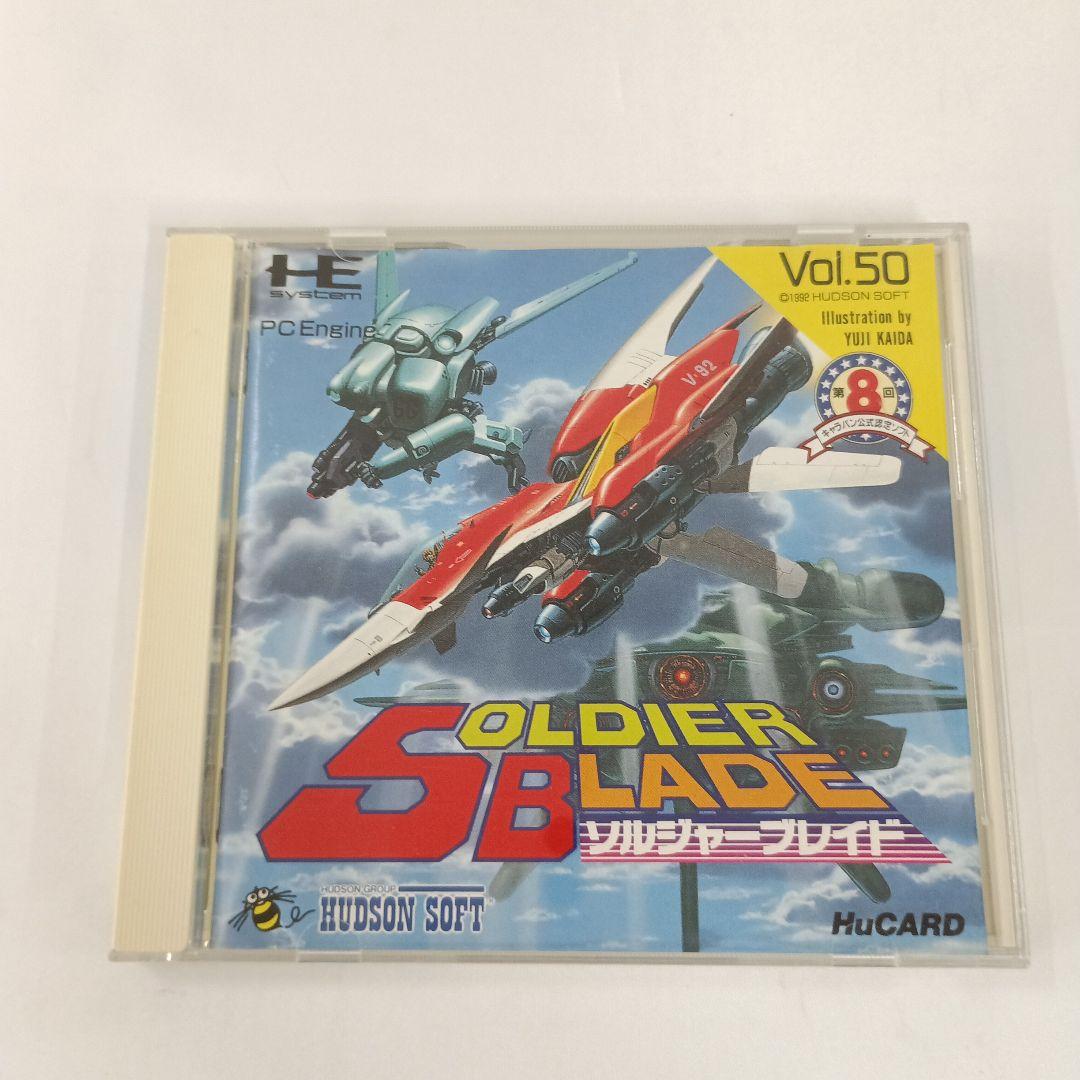 HE
system
PC Engine
Vol.50
©1992 HUDSON SOFT
Illustration by
YUJI KAIDA
第8回
キャラバン公式認定ソフト
V-92
SOLDIER
BLADE
ソルジャーブレイド
HUDSON GROUP
HUDSON SOFT
HuCARD